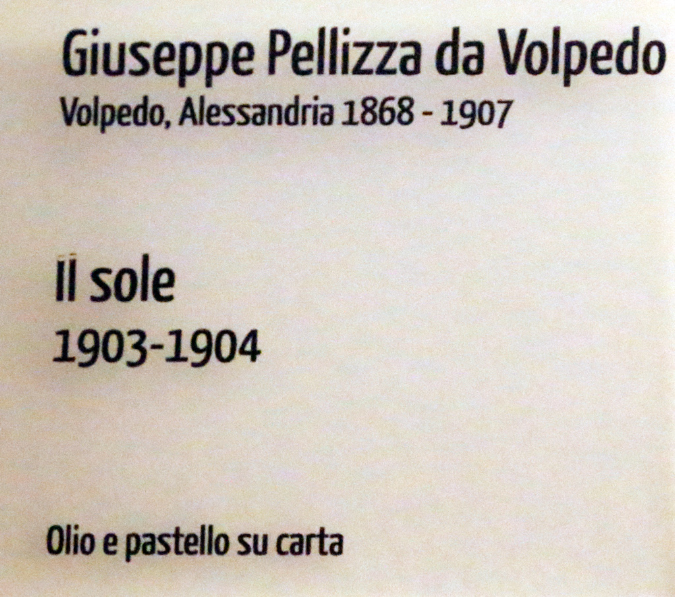 Giuseppe Pellizza da Volpedo
Volpedo, Alessandria 1868 - 1907
Il sole
1903-1904
Olio e pastello su carta